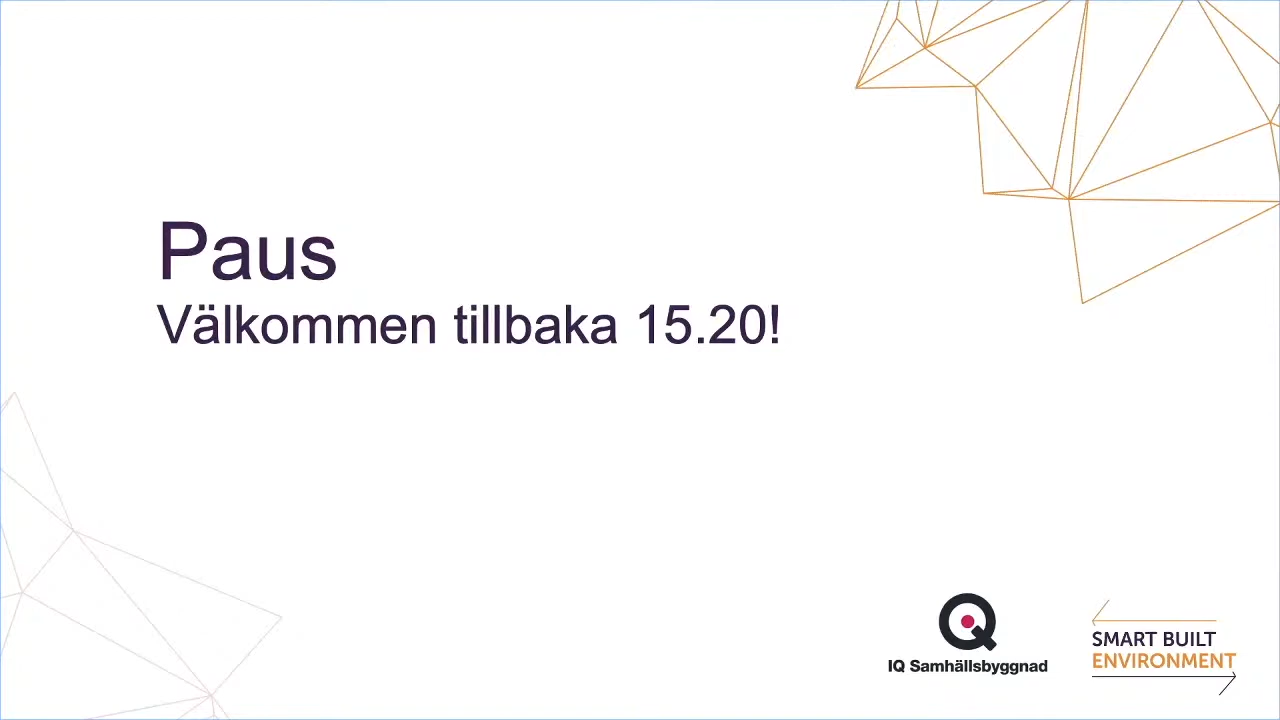 Paus
Välkommen tillbaka 15.20!
IQ Samhällsbyggnad
SMART BUILT
ENVIRONMENT